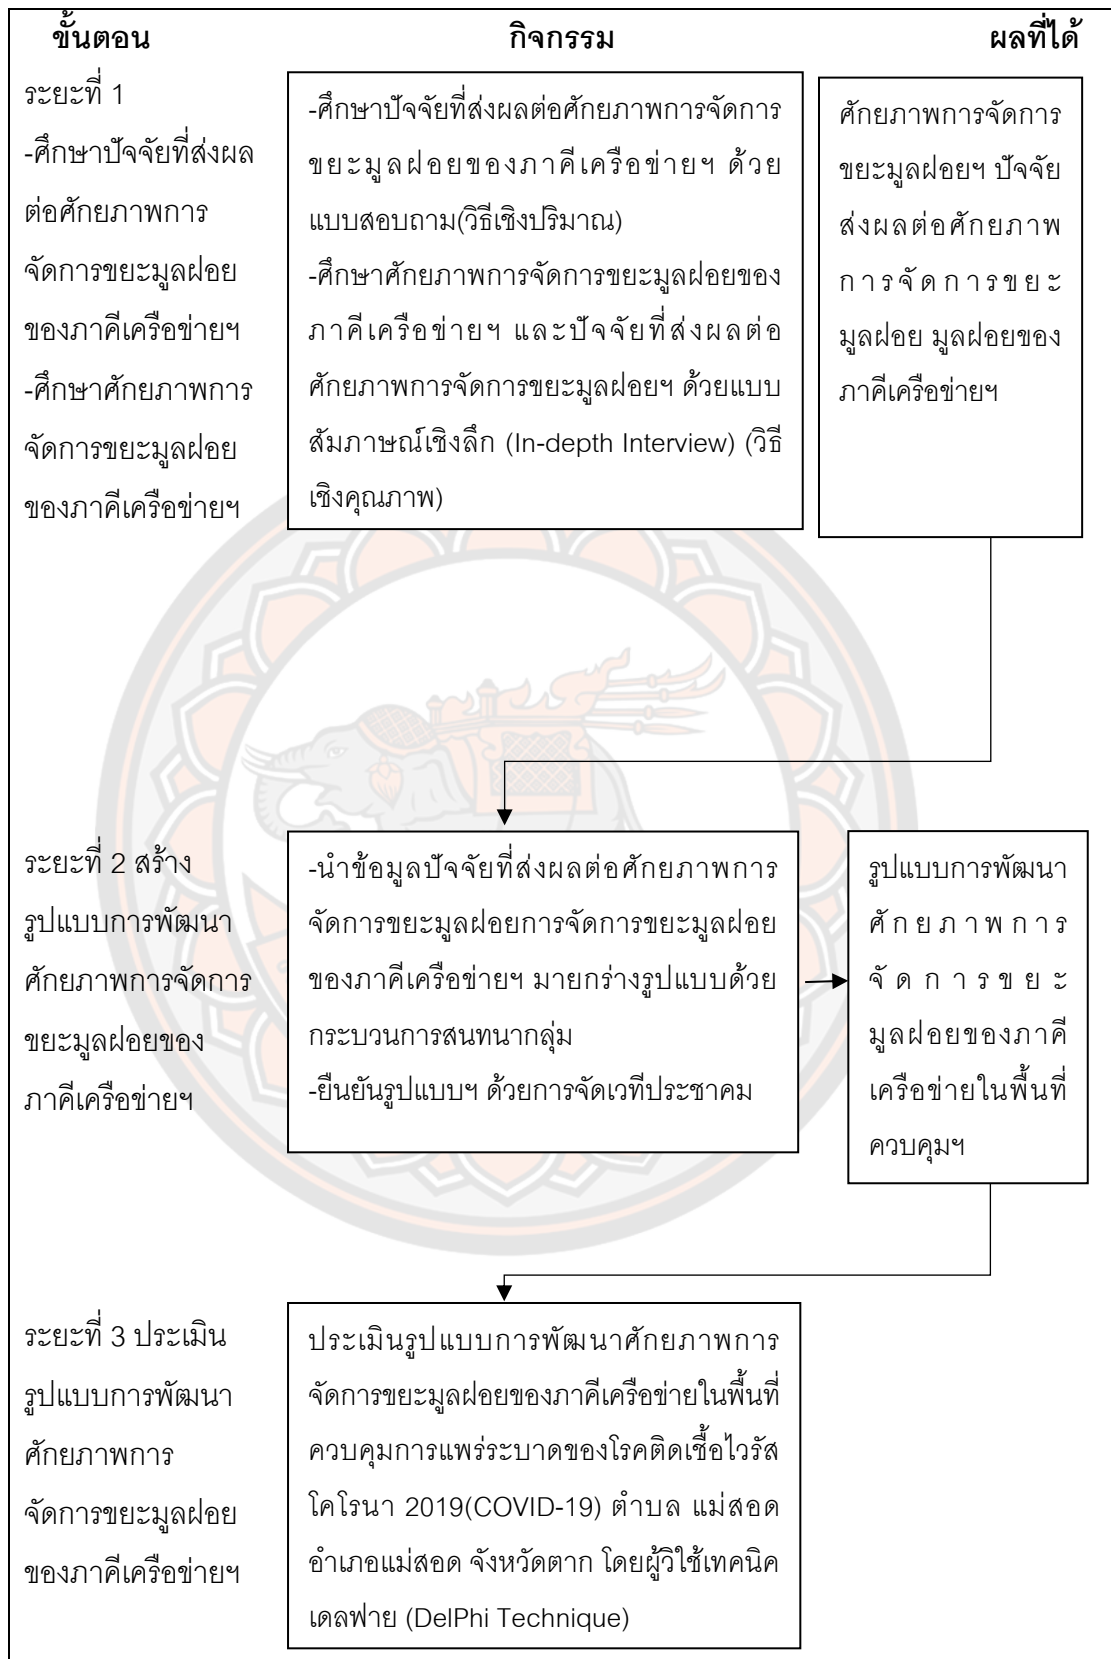 ขั้นตอน กิจกรรม ผลที่ได้
ระยะที่ 1
-ศึกษาปัจจัยที่ส่งผล
ต่อศักยภาพการ
จัดการขยะมูลฝอย
ของภาคีเครือข่ายฯ
-ศึกษาศักยภาพการ
จัดการขยะมูลฝอย
ของภาคีเครือข่ายฯ
-ศึกษาปัจจัยที่ส่งผลต่อศักยภาพการจัดการ
ขยะมูลฝอยของภาคีเครือข่ายฯ ด้วย
แบบสอบถาม(วิธีเชิงปริมาณ)
-ศึกษาศักยภาพการจัดการขยะมูลฝอยของ
ภาคีเครือข่ายฯ และปัจจัยที่ส่งผลต่อ
ศักยภาพการจัดการขยะมูลฝอยฯ ด้วยแบบ
สัมภาษณ์เชิงลึก (In-depth Interview) (วิธี
เชิงคุณภาพ)
ศักยภาพการจัดการ
ขยะมูลฝอยฯ ปัจจัย
ส่งผลต่อศักยภาพ
การจัดการขยะ
มูลฝอย มูลฝอยของ
ภาคีเครือข่ายฯ
ระยะที่ 2 สร้าง
รูปแบบการพัฒนา
ศักยภาพการจัดการ
ขยะมูลฝอยของ
ภาคีเครือข่ายฯ
-นำข้อมูลปัจจัยที่ส่งผลต่อศักยภาพการ
จัดการขยะมูลฝอยการจัดการขยะมูลฝอย
ของภาคีเครือข่ายฯ มายกร่างรูปแบบด้วย
กระบวนการสนทนากลุ่ม
-ยืนยันรูปแบบฯ ด้วยการจัดเวทีประชาคม
รูปแบบการพัฒนา
ศักยภาพการ
จัดการขยะ
มูลฝอยของภาคี
เครือข่ายในพื้นที่
ควบคุมฯ
ระยะที่ 3 ประเมิน
รูปแบบการพัฒนา
ศักยภาพการ
จัดการขยะมูลฝอย
ของภาคีเครือข่ายฯ
ประเมินรูปแบบการพัฒนาศักยภาพการ
จัดการขยะมูลฝอยของภาคีเครือข่ายในพื้นที่
ควบคุมการแพร่ระบาดของโรคติดเชื้อไวรัส
โคโรนา 2019(COVID-19) ตำบล แม่สอด
อำเภอแม่สอด จังหวัดตาก โดยผู้วิใช้เทคนิค
เดลฟาย (DelPhi Technique)